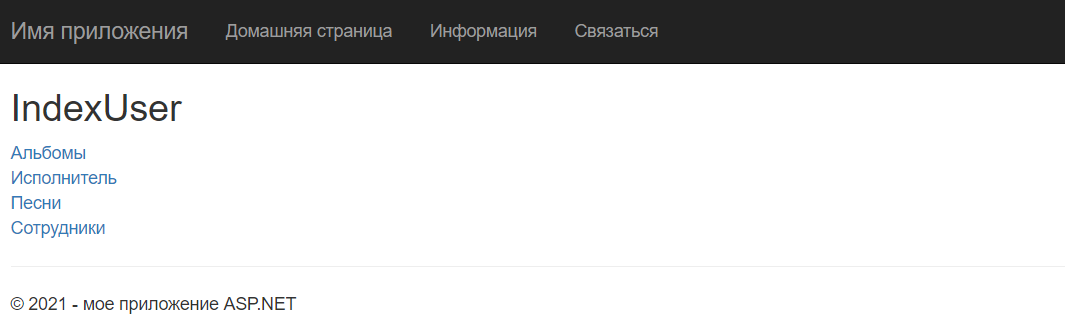 Имя приложения Домашняя страница Информация Связаться
IndexUser
Альбомы
Исполнитель
Песни
Сотрудники
© 2021 - мое приложение ASP.NET